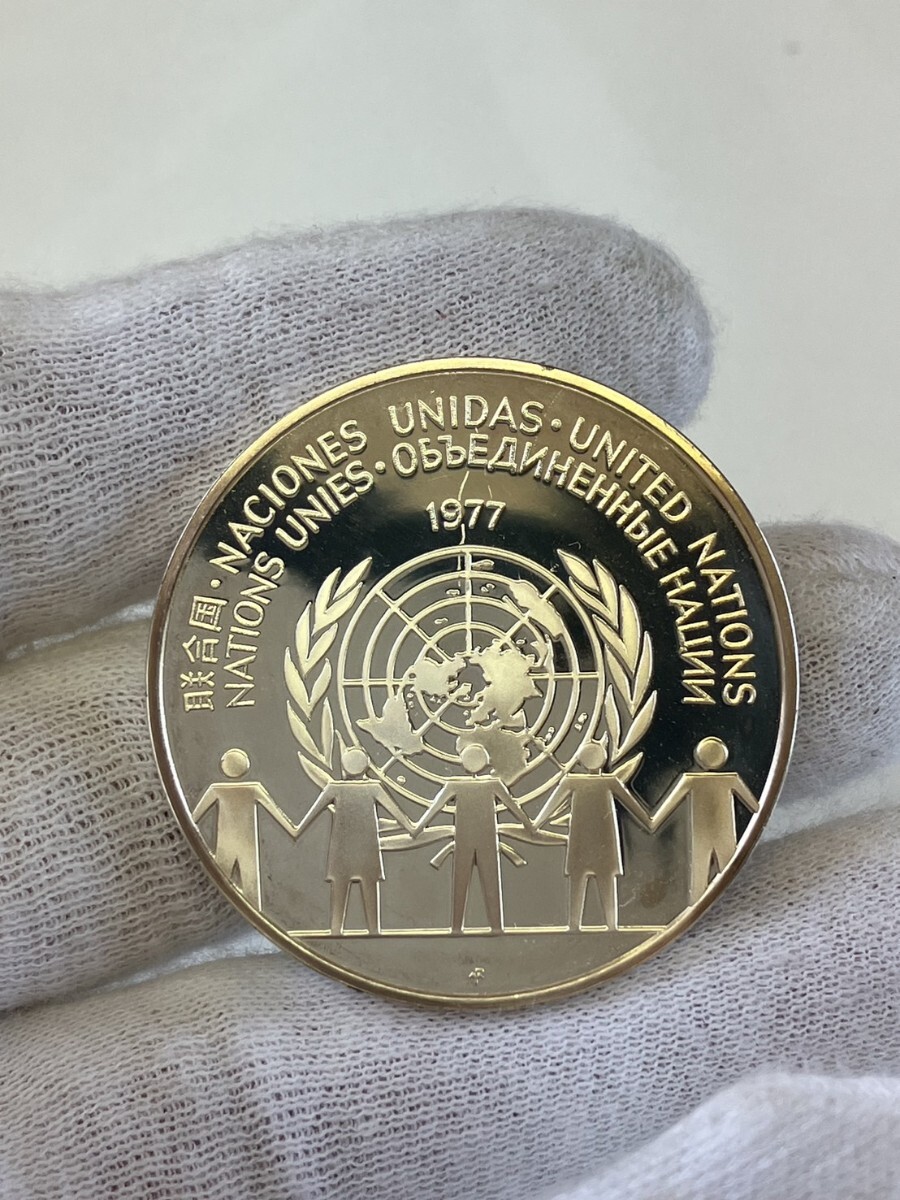 联合国 · NACIONES UNIDAS · UNITED NATIONS
NATIONS UNIES · ОБЪЕДИНЕННЫЕ НАЦИИ
1977